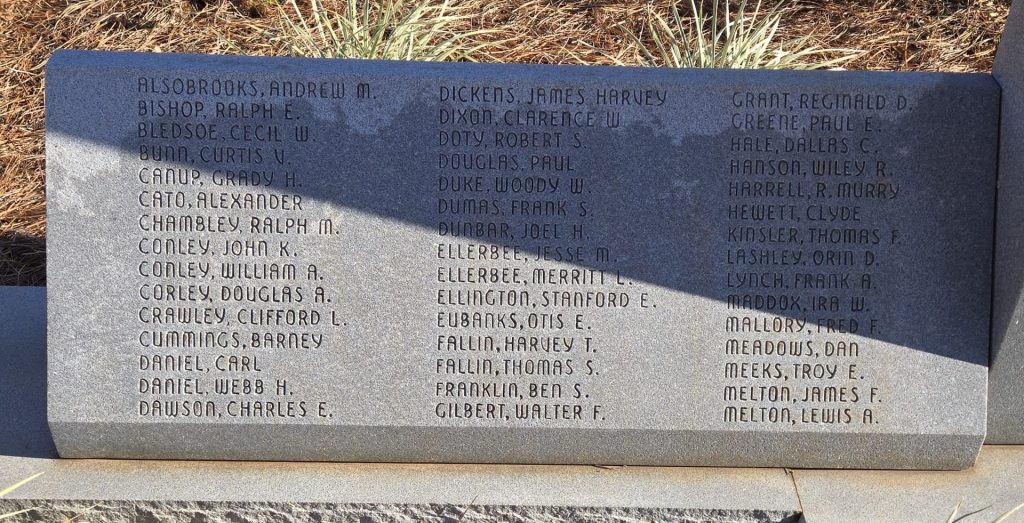 ALSOBROOKS, ANDREW M.
BISHOP, RALPH E.
BLEDSOE, CECIL W.
BUNN, CURTIS V.
CANUP, GRADY H.
CATO, ALEXANDER
CHAMBLEY, RALPH M.
CONLEY, JOHN K.
CONLEY, WILLIAM A.
CORLEY, DOUGLAS A.
CRAWLEY, CLIFFORD L.
CUMMINGS, BARNEY
DANIEL, CARL
DANIEL, WEBB H.
DAWSON, CHARLES E.
DICKENS, JAMES HARVEY
DIXON, CLARENCE W.
DOTY, ROBERT S.
DOUGLAS, PAUL
DUKE, WOODY W.
DUMAS, FRANK S.
DUNBAR, JOEL H.
ELLERBEE, JESSE M.
ELLERBEE, MERRITT L.
ELLINGTON, STANFORD E.
EUBANKS, OTIS E.
FALLIN, HARVEY T.
FALLIN, THOMAS S.
FRANKLIN, BEN S.
GILBERT, WALTER F.
GRANT, REGINALD D.
GREENE, PAUL E.
HALE, DALLAS C.
HANSON, WILEY R.
HARRELL, R. MURRY
HEWETT, CLYDE
KINSLER, THOMAS F.
LASHLEY, ORIN D.
LYNCH, FRANK A.
MADDOX, IRA W.
MALLORY, FRED F.
MEADOWS, DAN
MEEKS, TROY E.
MELTON, JAMES F.
MELTON, LEWIS A.